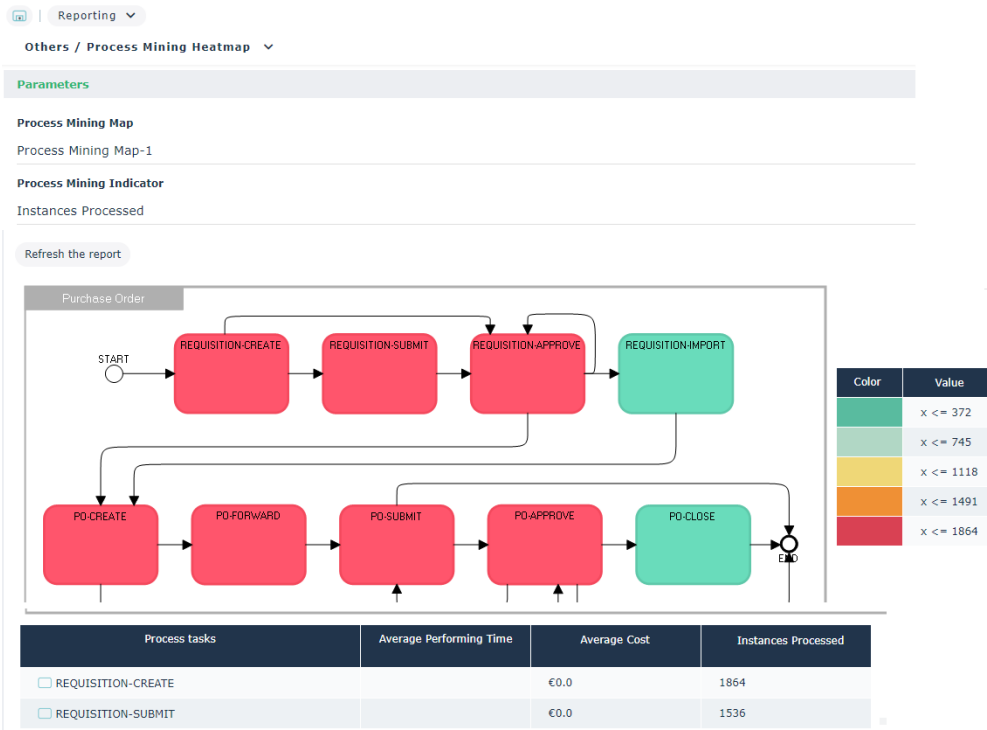 Reporting
Others / Process Mining Heatmap
Parameters
Process Mining Map
Process Mining Map-1
Process Mining Indicator
Instances Processed
Refresh the report
Purchase Order
START
REQUISITION-CREATE
REQUISITION-SUBMIT
REQUISITION-APPROVE
REQUISITION-IMPORT
PO-CREATE
PO-FORWARD
PO-SUBMIT
PO-APPROVE
PO-CLOSE
END
Color Value
x <= 372
x <= 745
x <= 1118
x <= 1491
x <= 1864
Process tasks Average Performing Time Average Cost Instances Processed
REQUISITION-CREATE €0.0 1864
REQUISITION-SUBMIT €0.0 1536